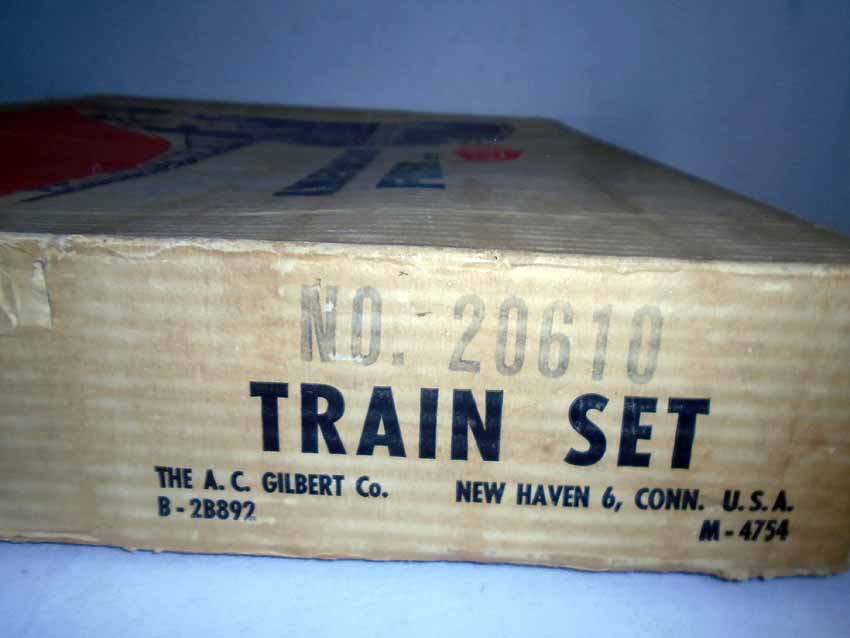 NO. 20610
TRAIN SET
THE A. C. GILBERT Co. NEW HAVEN 6, CONN. U. S. A.
B - 2B892 M - 4754